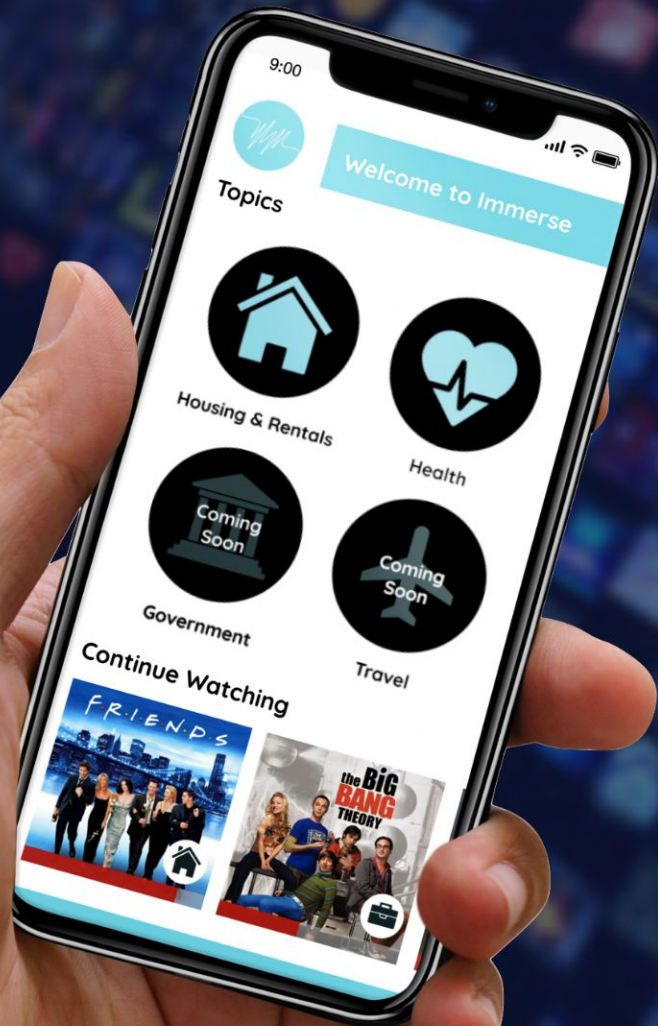 9:00
Welcome to Immerse
Topics
Housing & Rentals
Health
Coming
Soon
Coming
Soon
Government
Travel
Continue Watching
F·R·I·E·N·D·S
the BIG
BANG
THEORY